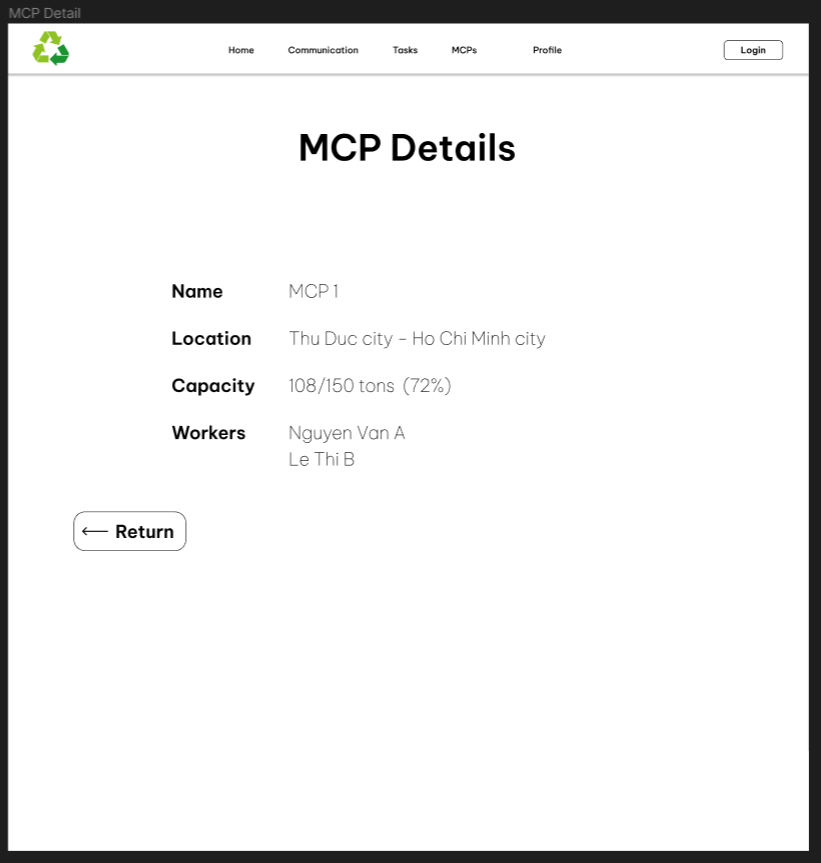 MCP Detail
Home Communication Tasks MCPs Profile Login
MCP Details
Name MCP 1
Location Thu Duc city - Ho Chi Minh city
Capacity 108/150 tons (72%)
Workers Nguyen Van A
Le Thi B
Return